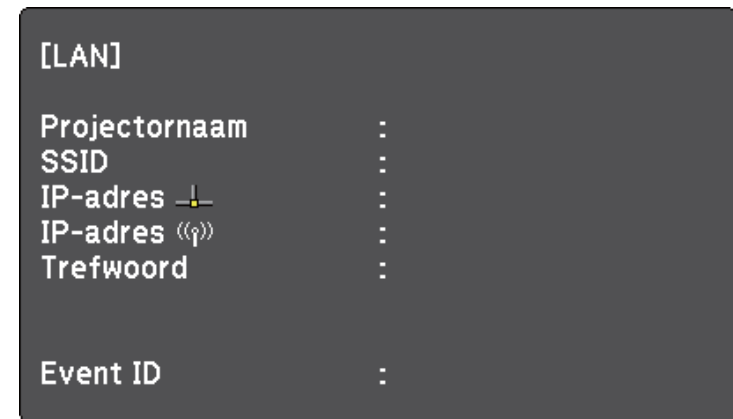 [LAN]
Projectornaam :
SSID :
IP-adres :
IP-adres :
Trefwoord :
Event ID :